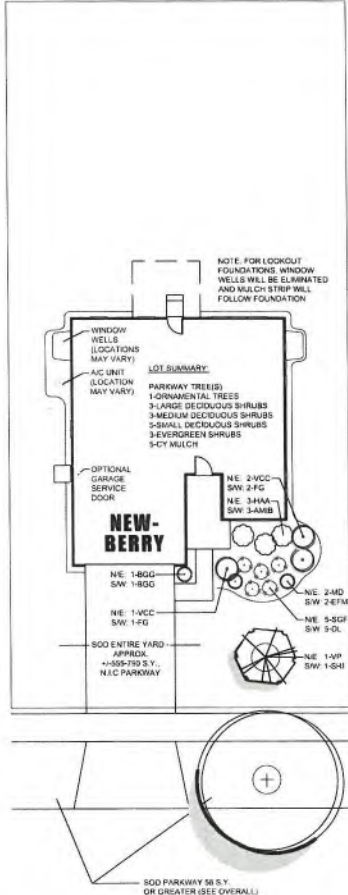 NOTE: FOR LOOKOUT
FOUNDATIONS, WINDOW
WELLS WILL BE ELIMINATED
AND MULCH STRIP WILL
FOLLOW FOUNDATION
WINDOW
WELLS
(LOCATIONS
MAY VARY)
A/C UNIT
(LOCATION
MAY VARY)
LOT SUMMARY:
PARKWAY TREE(S)
1-ORNAMENTAL TREES
3-LARGE DECIDUOUS SHRUBS
3-MEDIUM DECIDUOUS SHRUBS
5-SMALL DECIDUOUS SHRUBS
3-EVERGREEN SHRUBS
5-CY MULCH
OPTIONAL
GARAGE
SERVICE
DOOR
NEW-
BERRY
N/E: 2-VCC
S/W: 2-FG
N/E: 3-HAA
S/W: 3-AMIB
N/E: 1-BGG
S/W: 1-BGG
N/E: 1-VCC
S/W: 1-FG
N/E: 2-MD
S/W: 2-EFM
N/E: 5-SGF
S/W: 5-DL
N/E: 1-VP
S/W: 1-SHJ
SOD ENTIRE YARD -
APPROX.
+/-555-790 S.Y.,
N.I.C PARKWAY
SOD PARKWAY 56 S.Y.
OR GREATER (SEE OVERALL)